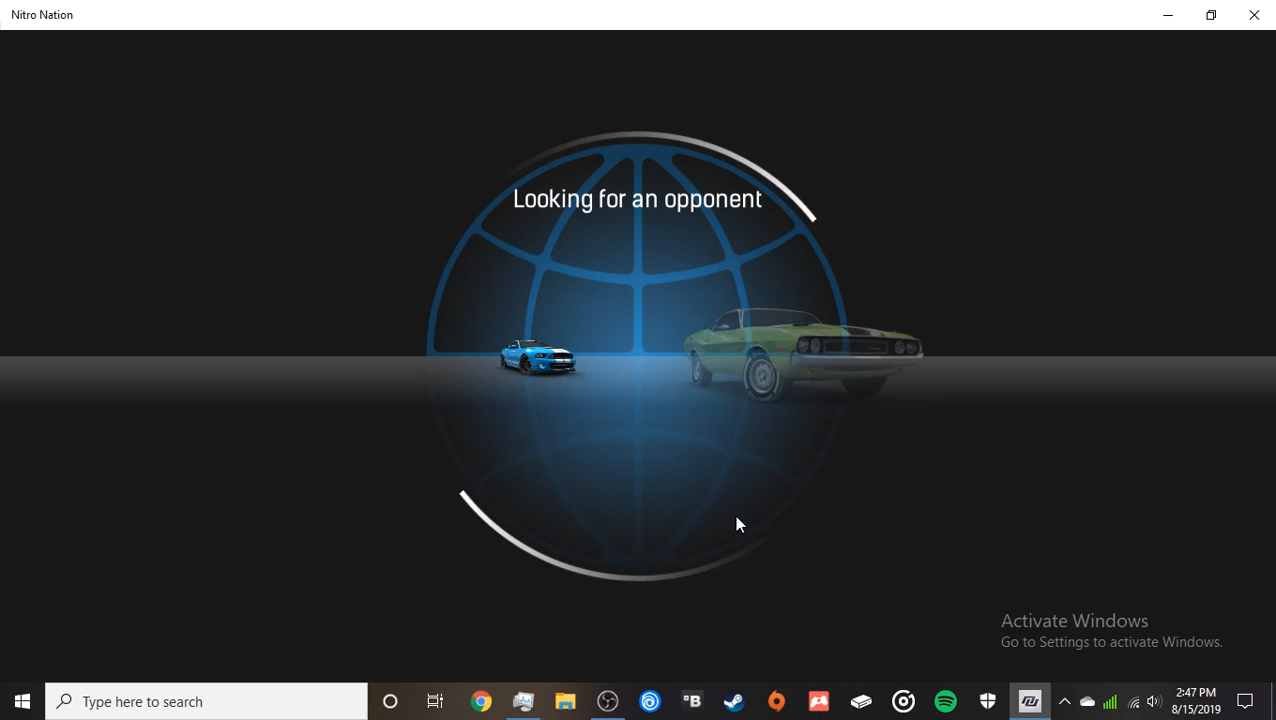 Nitro Nation
Looking for an opponent
Activate Windows
Go to Settings to activate Windows.
Type here to search
B
2:47 PM
8/15/2019